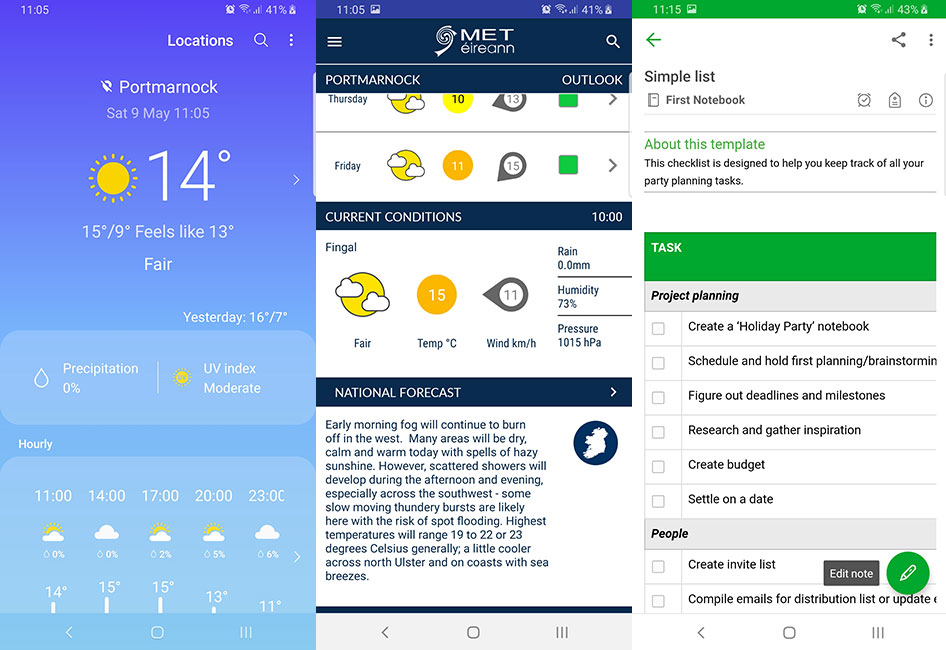 11:05
41%
Locations
Portmarnock
Sat 9 May 11:05
14°
15°/9° Feels like 13°
Fair
Yesterday: 16°/7°
Precipitation
0%
UV index
Moderate
Hourly
11:00 14:00 17:00 20:00 23:00
0% 0% 2% 5% 6%
14° 15° 15° 13° 11°
11:05
41%
MET
éireann
PORTMARNOCK OUTLOOK
Thursday 10 13
Friday 11 15
CURRENT CONDITIONS 10:00
Fingal
15
11
Fair
Temp °C
Wind km/h
Rain
0.0mm
Humidity
73%
Pressure
1015 hPa
NATIONAL FORECAST
Early morning fog will continue to burn
off in the west. Many areas will be dry,
calm and warm today with spells of hazy
sunshine. However, scattered showers will
develop during the afternoon and evening,
especially across the southwest - some
slow moving thundery bursts are likely
here with the risk of spot flooding. Highest
temperatures will range 19 to 22 or 23
degrees Celsius generally; a little cooler
across north Ulster and on coasts with sea
breezes.
11:15
43%
Simple list
First Notebook
About this template
This checklist is designed to help you keep track of all your
party planning tasks.
TASK
Project planning
Create a ‘Holiday Party’ notebook
Schedule and hold first planning/brainstormin
Figure out deadlines and milestones
Research and gather inspiration
Create budget
Settle on a date
People
Create invite list
Edit note
Compile emails for distribution list or update e